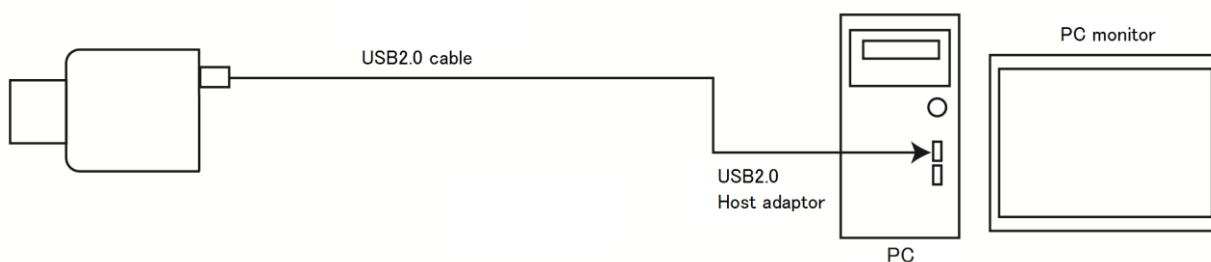 USB2.0 cable
PC monitor
USB2.0
Host adaptor
PC